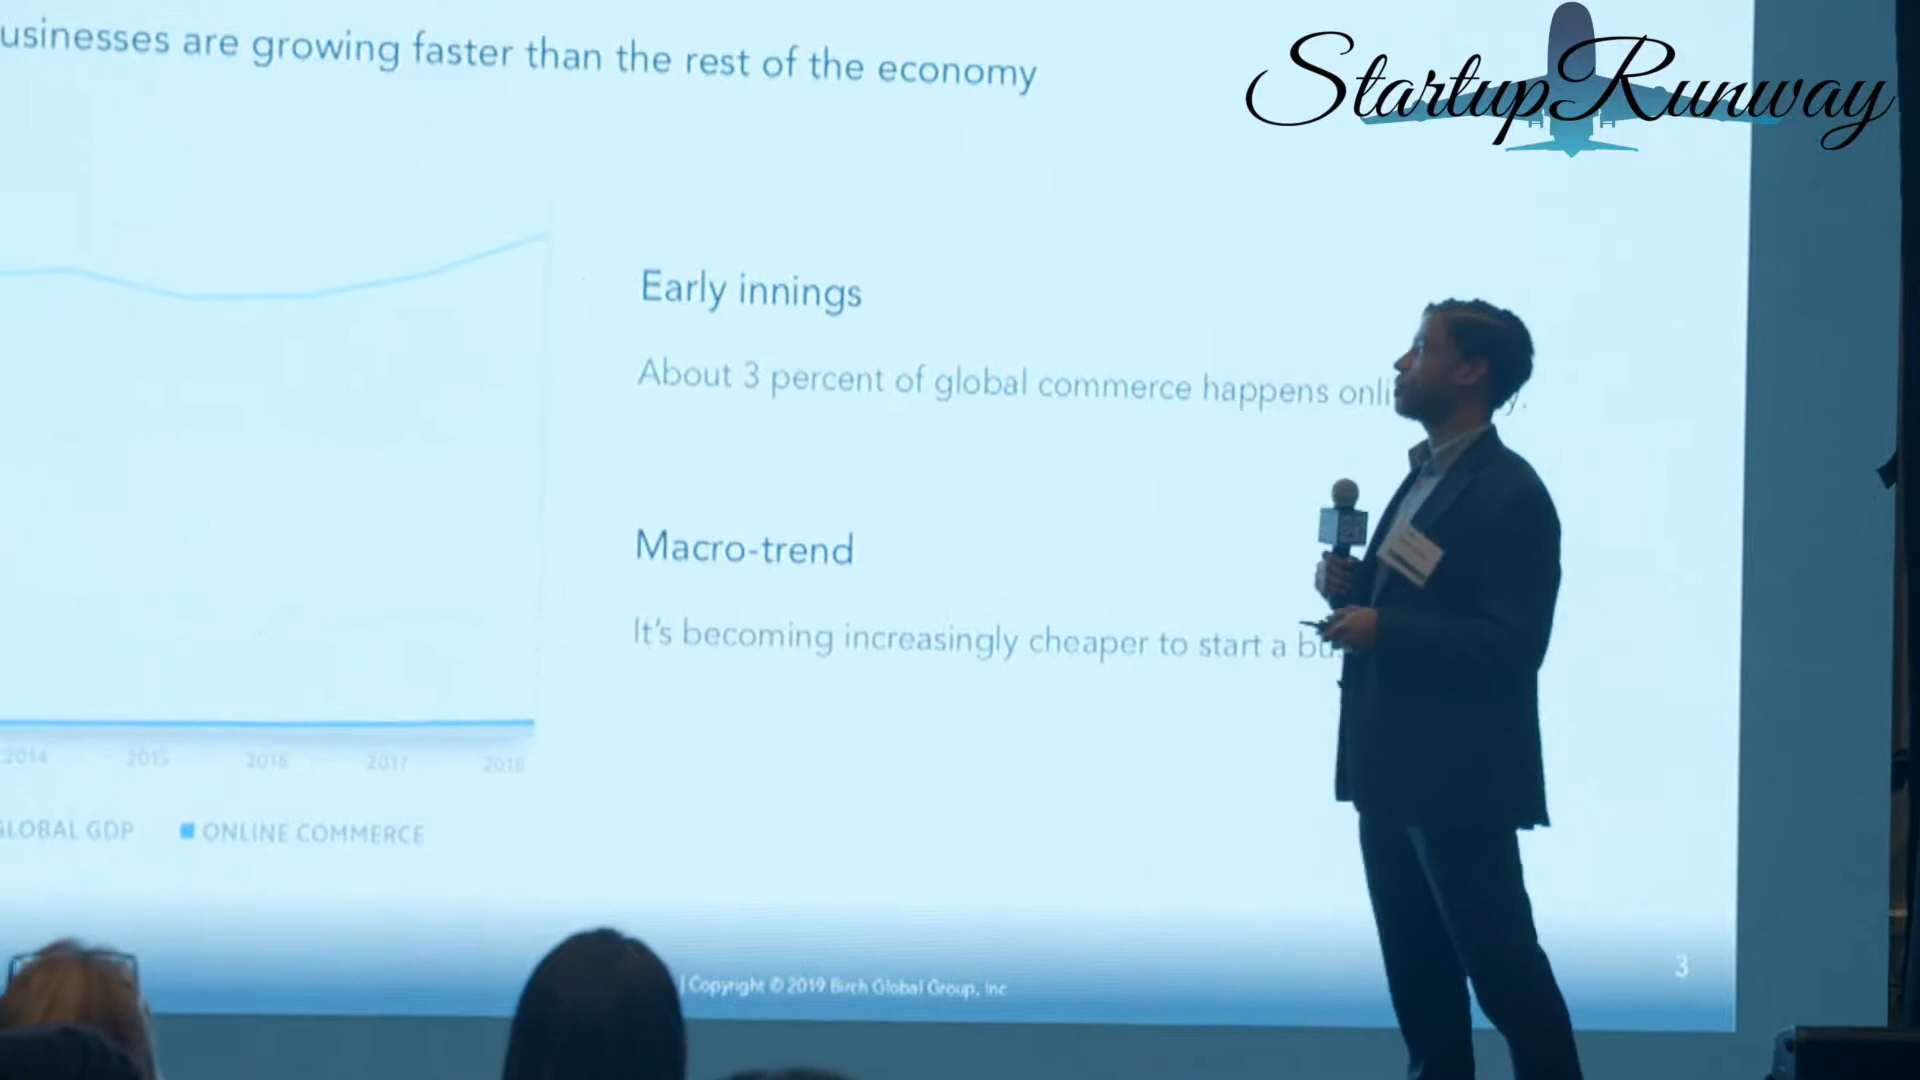 usinesses are growing faster than the rest of the economy
StartupRunway
Early innings
About 3 percent of global commerce happens onli y.
Macro-trend
It's becoming increasingly cheaper to start a bu
2014 2015 2016 2017 2018
GLOBAL GDP ONLINE COMMERCE
| Copyright © 2019 Birch Global Group, Inc
3